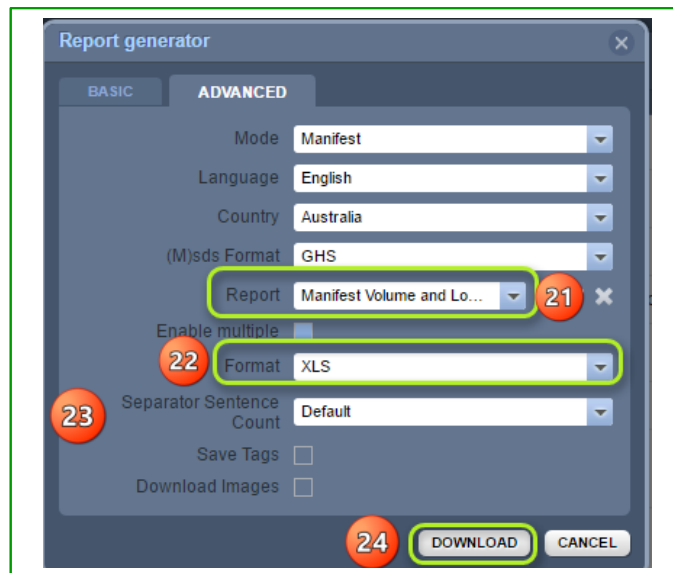 Report generator
BASIC ADVANCED
Mode Manifest
Language English
Country Australia
(M)sds Format GHS
Report Manifest Volume and Lo... 21
Enable multiple
22 Format XLS
23 Separator Sentence
Count Default
Save Tags
Download Images
24 DOWNLOAD CANCEL